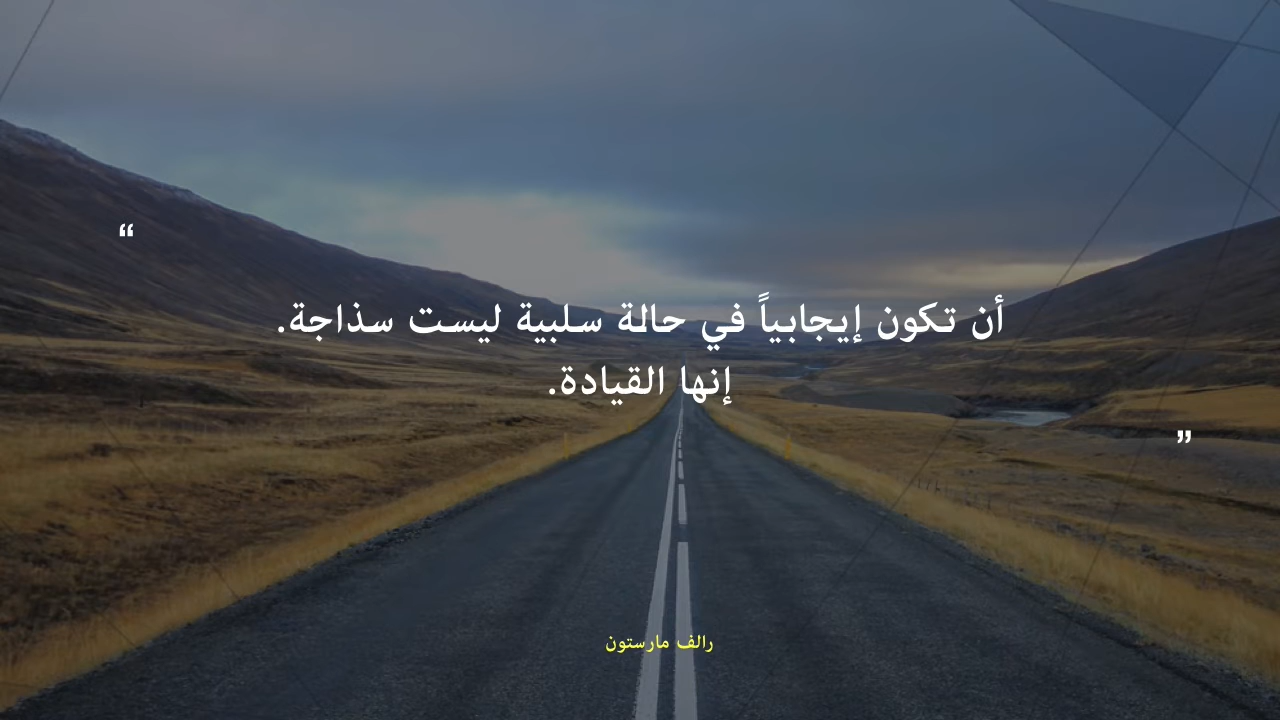 “
أن تكون إيجابياً في حالة سلبية ليست سذاجة.
إنها القيادة.
”
رالف مارستون